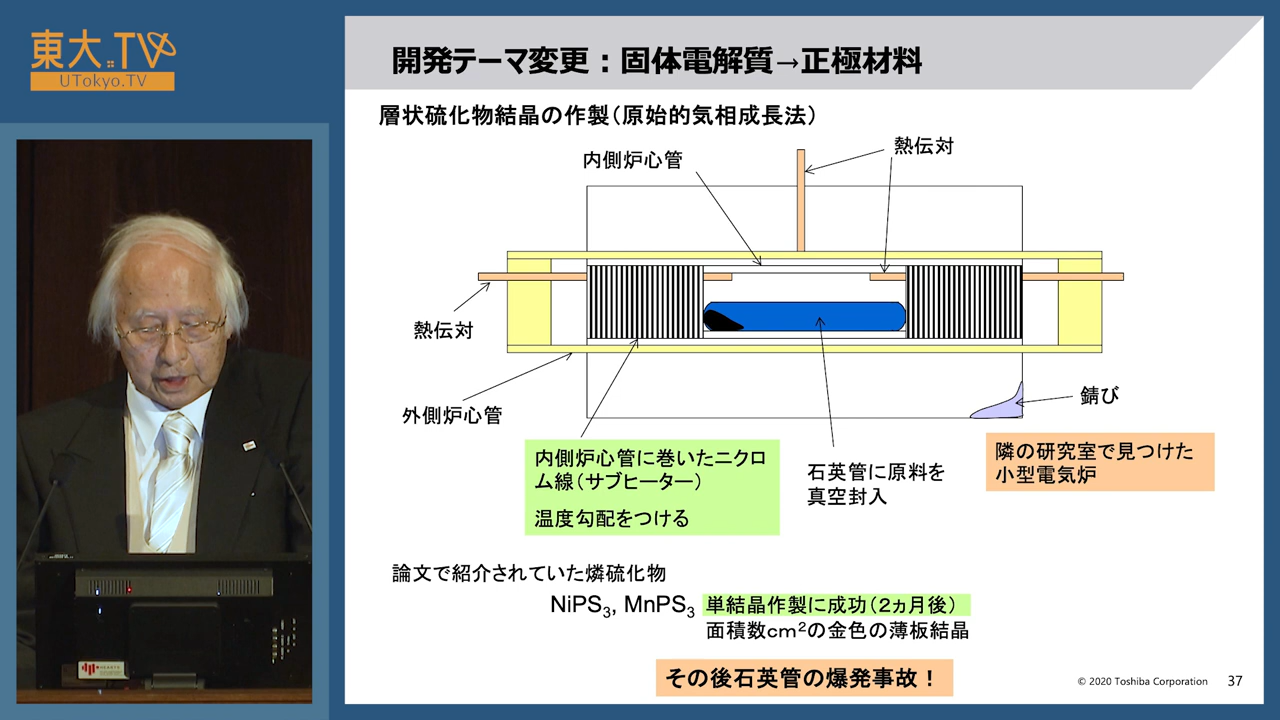 東大.TV
UTokyo.TV
開発テーマ変更：固体電解質→正極材料
層状硫化物結晶の作製（原始的気相成長法）
内側炉心管
熱伝対
熱伝対
外側炉心管
錆び
内側炉心管に巻いたニクロ
ム線（サブヒーター）
温度勾配をつける
石英管に原料を
真空封入
隣の研究室で見つけた
小型電気炉
論文で紹介されていた燐硫化物
NiPS3, MnPS3 単結晶作製に成功（２ヵ月後）
面積数ｃｍ2の金色の薄板結晶
その後石英管の爆発事故！
© 2020 Toshiba Corporation 37